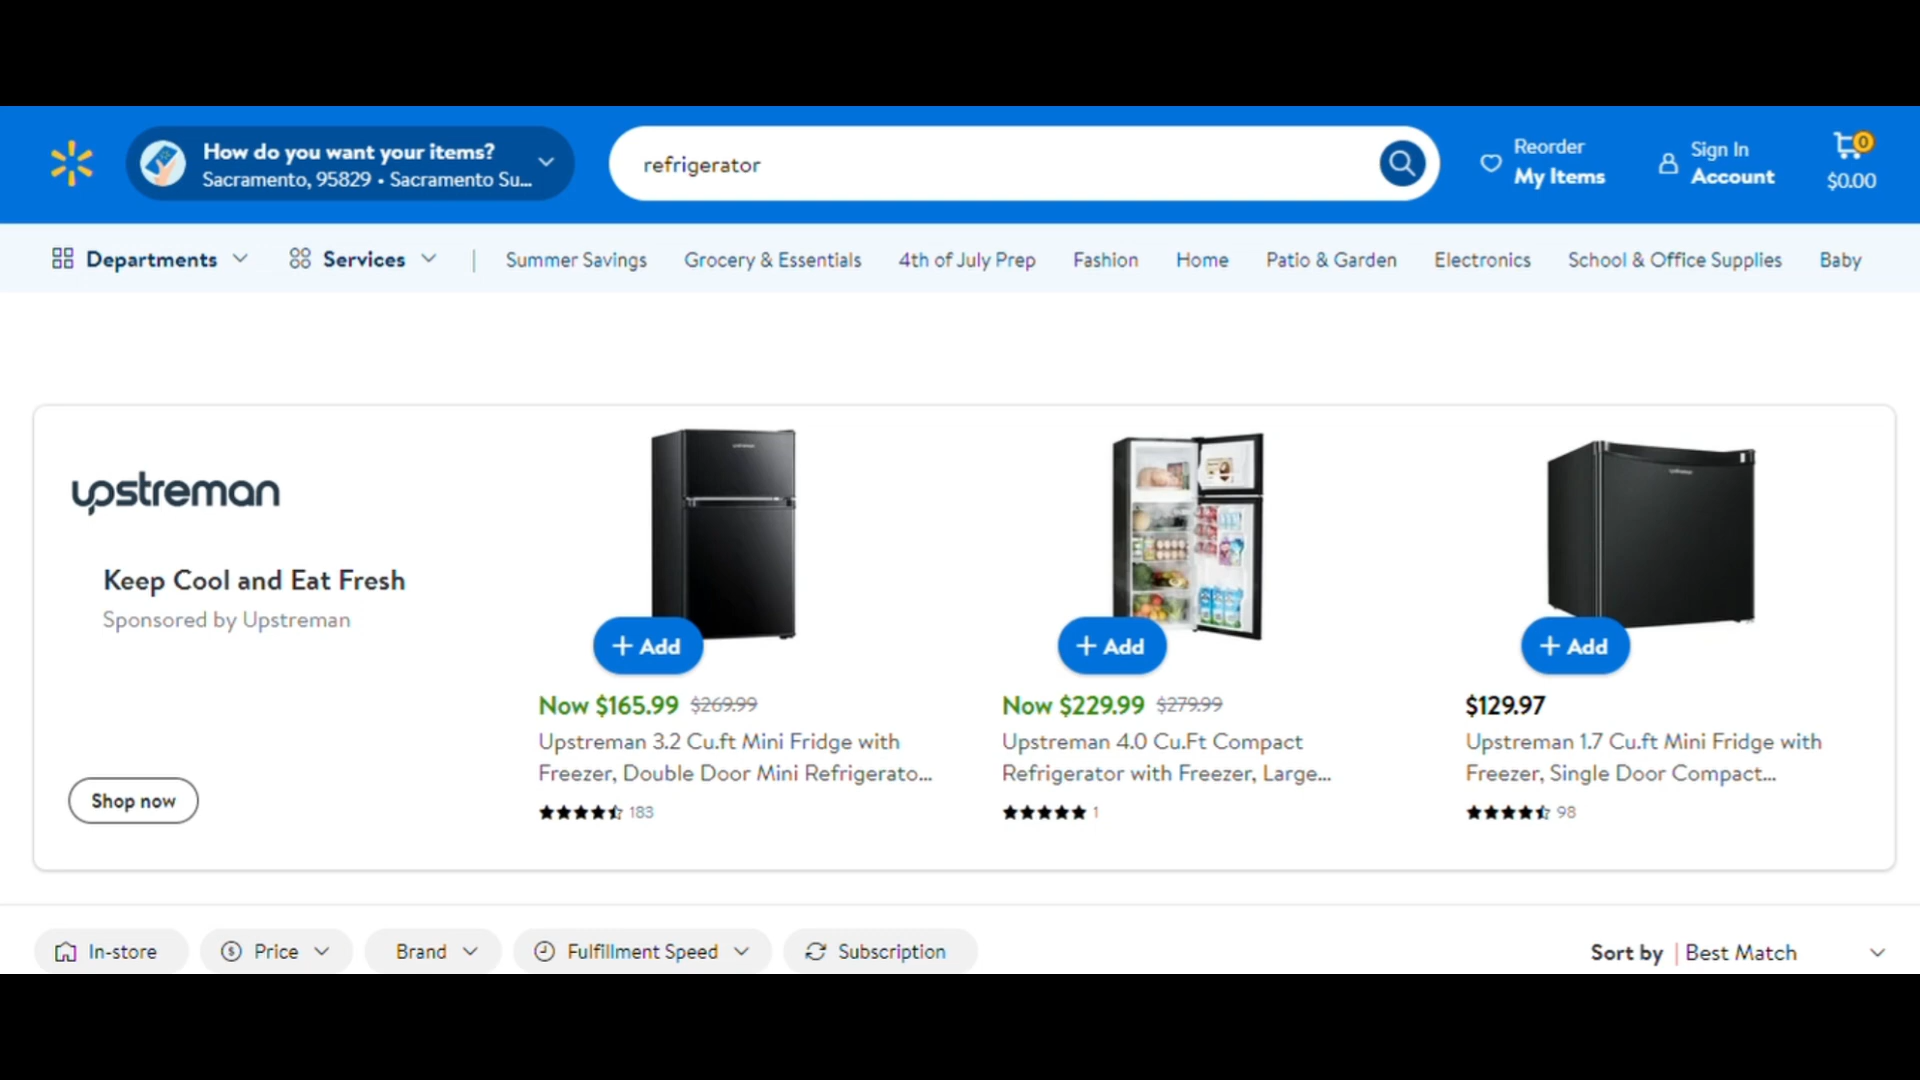 How do you want your items?
Sacramento, 95829 • Sacramento Su...
refrigerator
Reorder
My Items
Sign In
Account
0
$0.00
Departments
Services
Summer Savings
Grocery & Essentials
4th of July Prep
Fashion
Home
Patio & Garden
Electronics
School & Office Supplies
Baby
upstreman
Keep Cool and Eat Fresh
Sponsored by Upstreman
Shop now
+ Add
Now $165.99 $269.99
Upstreman 3.2 Cu.ft Mini Fridge with
Freezer, Double Door Mini Refrigerato...
183
+ Add
Now $229.99 $279.99
Upstreman 4.0 Cu.Ft Compact
Refrigerator with Freezer, Large...
1
+ Add
$129.97
Upstreman 1.7 Cu.ft Mini Fridge with
Freezer, Single Door Compact...
98
In-store
Price
Brand
Fulfillment Speed
Subscription
Sort by | Best Match